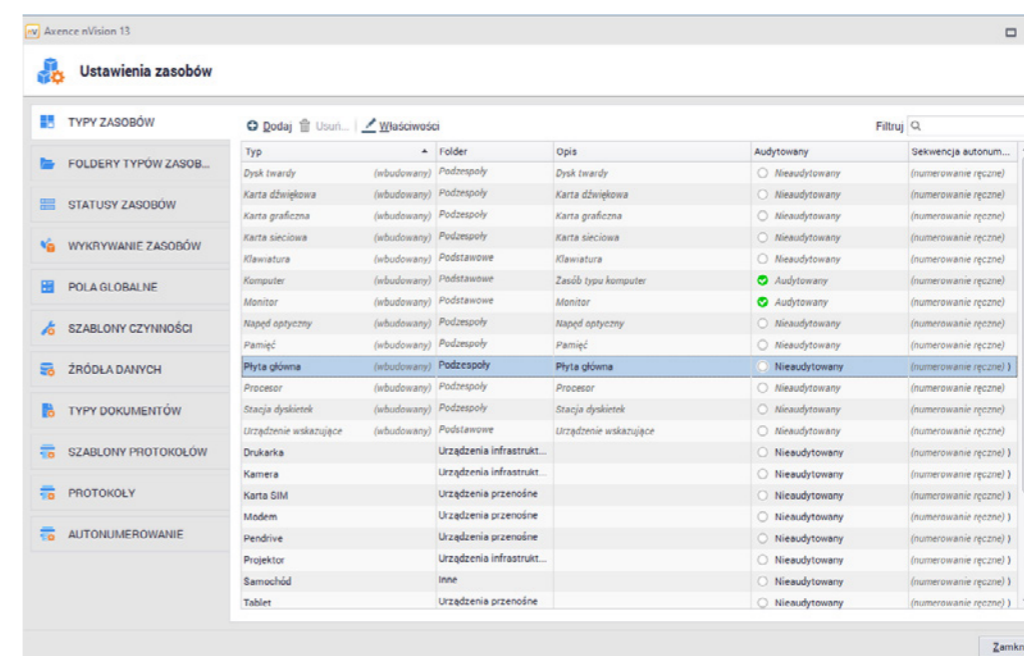 Axence nVision 13
Ustawienia zasobów
TYPY ZASOBÓW
FOLDERY TYPÓW ZASOB...
STATUSY ZASOBÓW
WYKRYWANIE ZASOBÓW
POLA GLOBALNE
SZABLONY CZYNNOŚCI
ŹRÓDŁA DANYCH
TYPY DOKUMENTÓW
SZABLONY PROTOKOŁÓW
PROTOKOŁY
AUTONUMEROWANIE
Dodaj Usuń... Właściwości Filtruj
Typ Folder Opis Audytowany Sekwencja autonum...
Dysk twardy (wbudowany) Podzespoły Dysk twardy Nieaudytowany (numerowanie ręczne)
Karta dźwiękowa (wbudowany) Podzespoły Karta dźwiękowa Nieaudytowany (numerowanie ręczne)
Karta graficzna (wbudowany) Podzespoły Karta graficzna Nieaudytowany (numerowanie ręczne)
Karta sieciowa (wbudowany) Podzespoły Karta sieciowa Nieaudytowany (numerowanie ręczne)
Klawiatura (wbudowany) Podstawowe Klawiatura Nieaudytowany (numerowanie ręczne)
Komputer (wbudowany) Podstawowe Zasób typu komputer Audytowany (numerowanie ręczne)
Monitor (wbudowany) Podstawowe Monitor Audytowany (numerowanie ręczne)
Napęd optyczny (wbudowany) Podzespoły Napęd optyczny Nieaudytowany (numerowanie ręczne)
Pamięć (wbudowany) Podzespoły Pamięć Nieaudytowany (numerowanie ręczne)
Płyta główna (wbudowany) Podzespoły Płyta główna Nieaudytowany (numerowanie ręczne) )
Procesor (wbudowany) Podzespoły Procesor Nieaudytowany (numerowanie ręczne)
Stacja dyskietek (wbudowany) Podzespoły Stacja dyskietek Nieaudytowany (numerowanie ręczne)
Urządzenie wskazujące (wbudowany) Podstawowe Urządzenie wskazujące Nieaudytowany (numerowanie ręczne)
Drukarka Urządzenia infrastrukt... Nieaudytowany (numerowanie ręczne) )
Kamera Urządzenia infrastrukt... Nieaudytowany (numerowanie ręczne) )
Karta SIM Urządzenia przenośne Nieaudytowany (numerowanie ręczne) )
Modem Urządzenia przenośne Nieaudytowany (numerowanie ręczne) )
Pendrive Urządzenia przenośne Nieaudytowany (numerowanie ręczne) )
Projektor Urządzenia infrastrukt... Nieaudytowany (numerowanie ręczne) )
Samochód Inne Nieaudytowany (numerowanie ręczne) )
Tablet Urządzenia przenośne Nieaudytowany (numerowanie ręczne) )
Zamkn